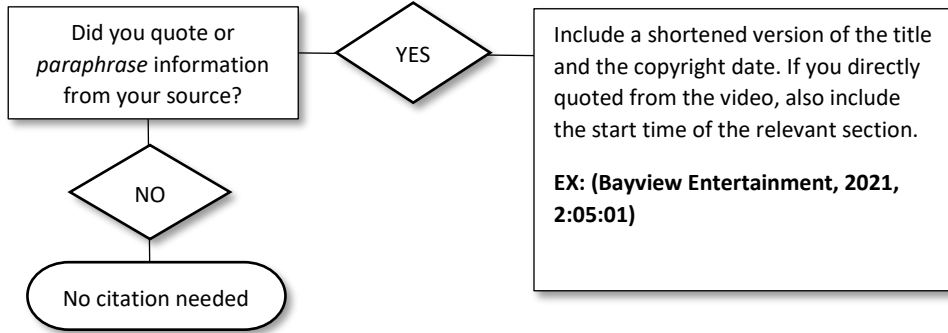 Did you quote or
paraphrase information
from your source?
YES
Include a shortened version of the title
and the copyright date. If you directly
quoted from the video, also include
the start time of the relevant section.
EX: (Bayview Entertainment, 2021,
2:05:01)
NO
No citation needed